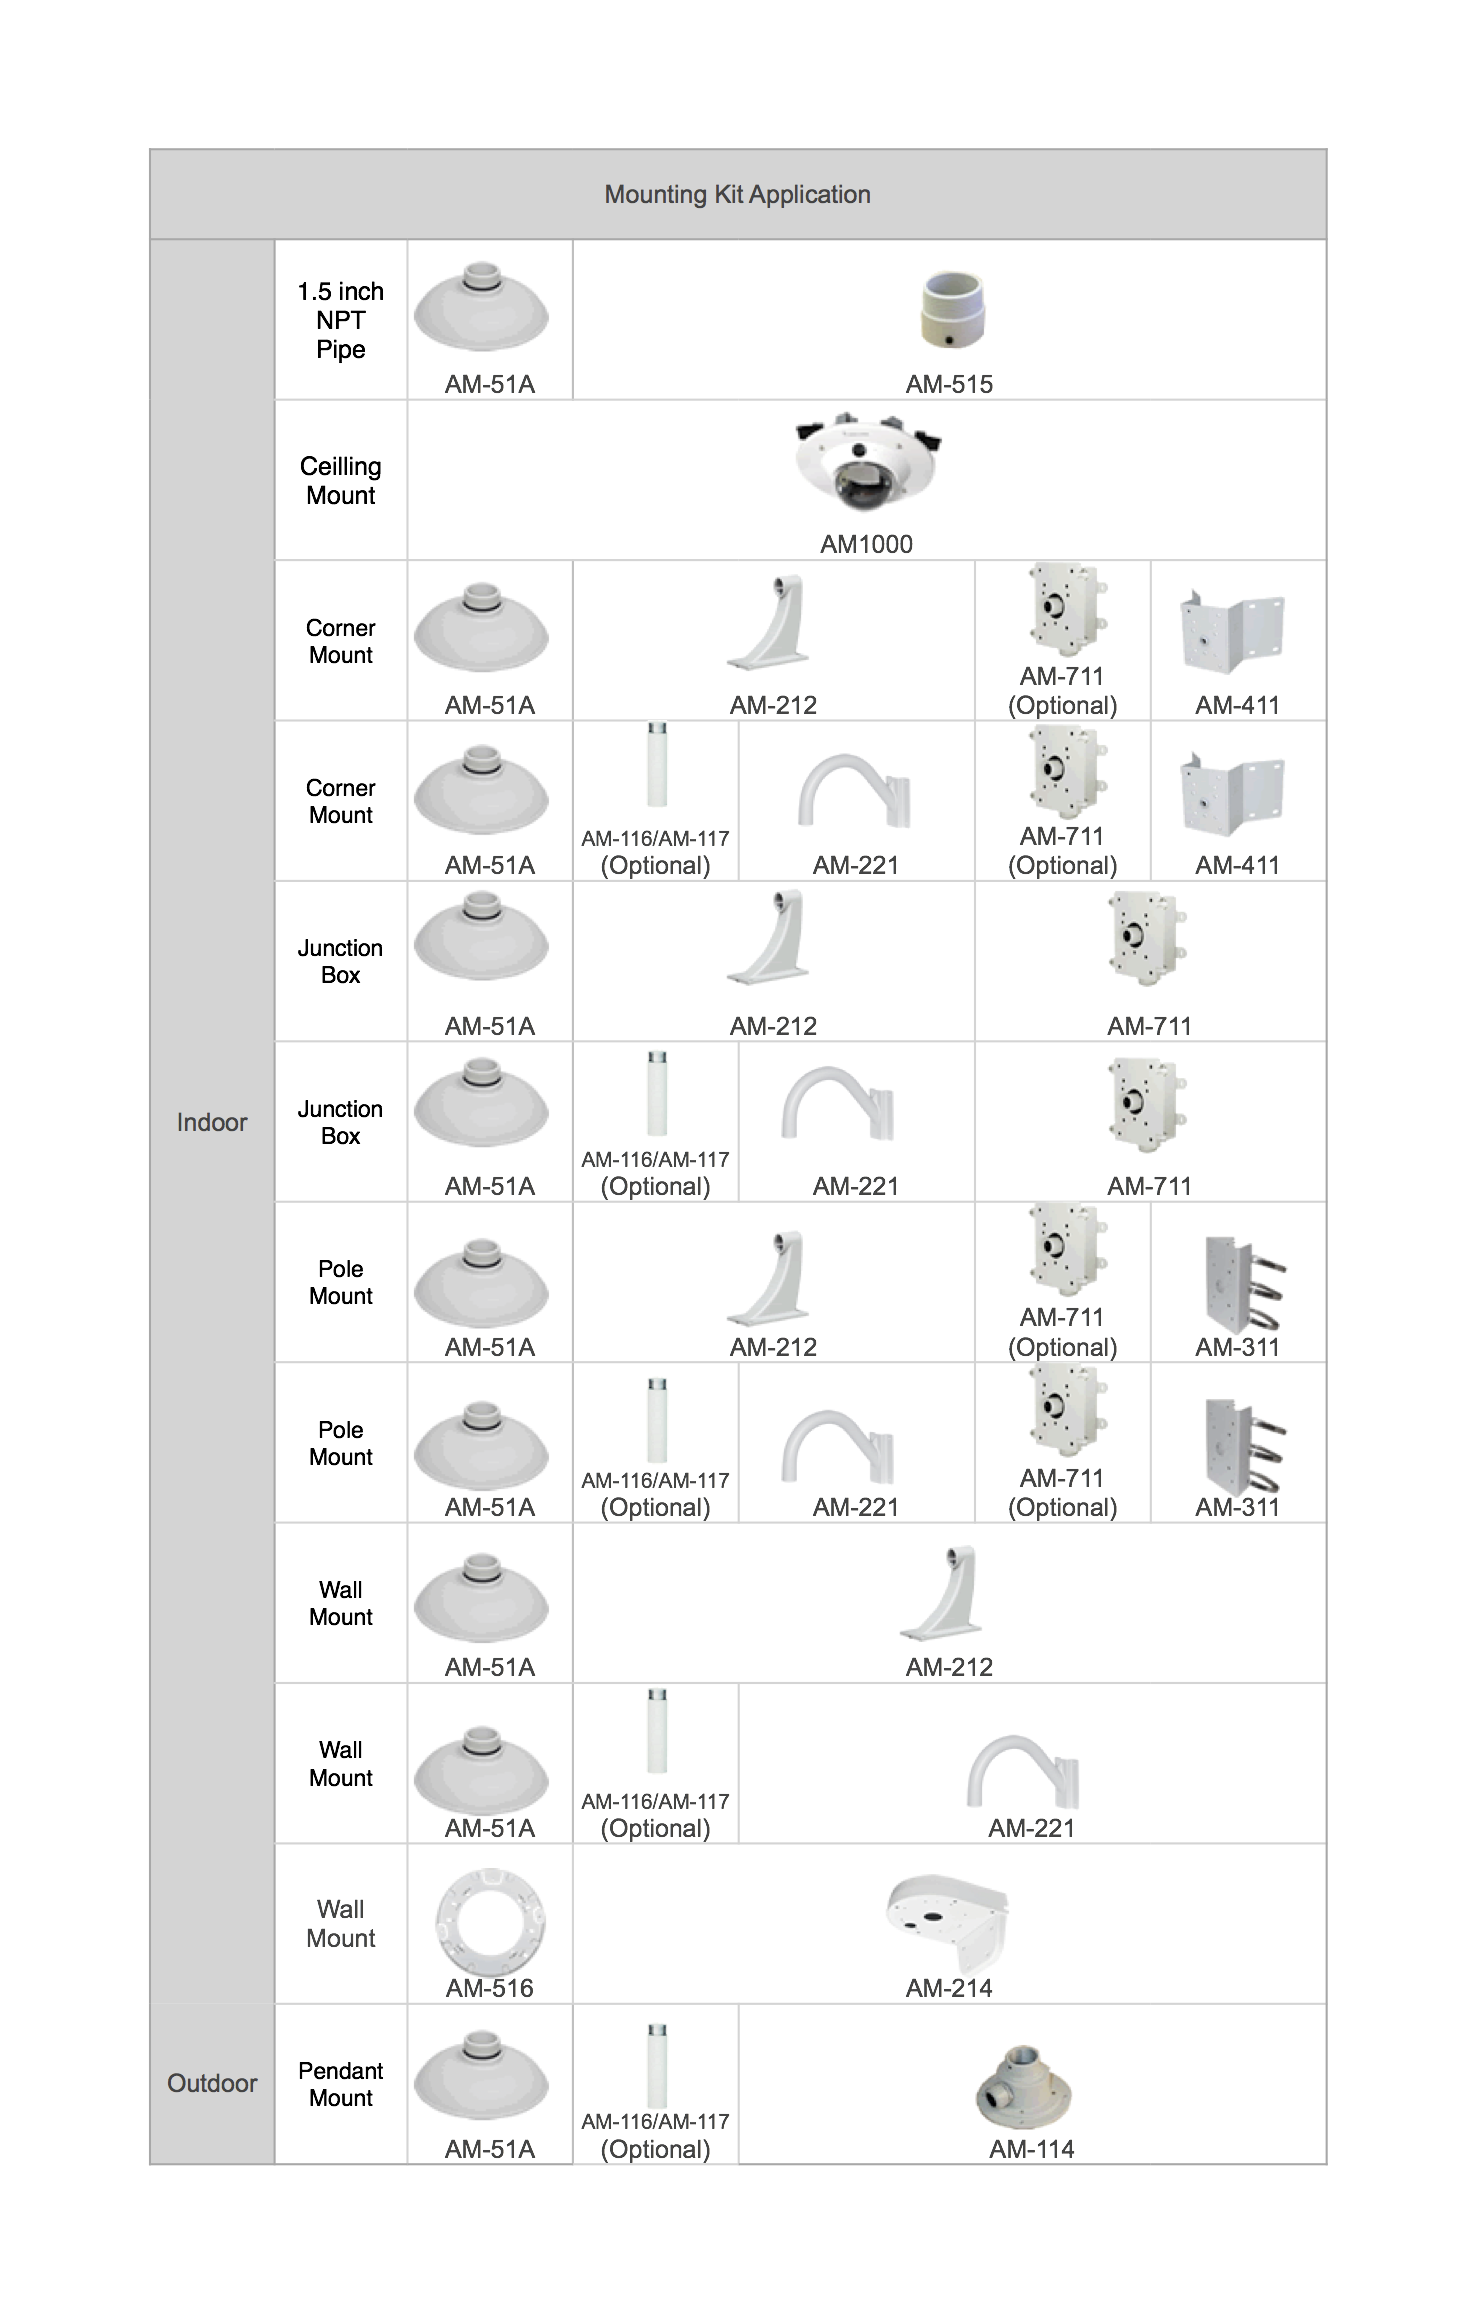 Mounting Kit Application
Indoor
1.5 inch
NPT
Pipe
AM-51A
AM-515
Ceilling
Mount
AM1000
Corner
Mount
AM-51A
AM-212
AM-711
(Optional)
AM-411
Corner
Mount
AM-51A
AM-116/AM-117
(Optional)
AM-221
AM-711
(Optional)
AM-411
Junction
Box
AM-51A
AM-212
AM-711
Junction
Box
AM-51A
AM-116/AM-117
(Optional)
AM-221
AM-711
Pole
Mount
AM-51A
AM-212
AM-711
(Optional)
AM-311
Pole
Mount
AM-51A
AM-116/AM-117
(Optional)
AM-221
AM-711
(Optional)
AM-311
Wall
Mount
AM-51A
AM-212
Wall
Mount
AM-51A
AM-116/AM-117
(Optional)
AM-221
Wall
Mount
AM-516
AM-214
Outdoor
Pendant
Mount
AM-51A
AM-116/AM-117
(Optional)
AM-114